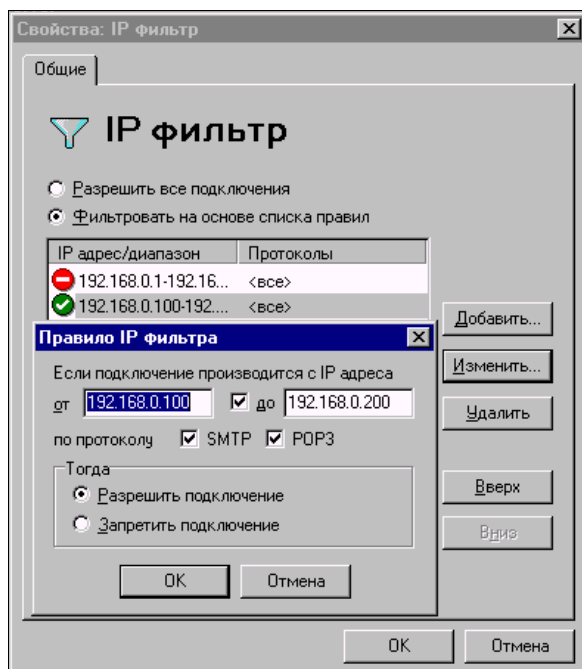 Свойства: IP фильтр
Общие
IP фильтр
Разрешить все подключения
Фильтровать на основе списка правил
IP адрес/диапазон Протоколы
192.168.0.1-192.16... <все>
192.168.0.100-192.... <все>
Добавить...
Изменить...
Удалить
Вверх
Вниз
Правило IP фильтра
Если подключение производится с IP адреса
от 192.168.0.100 до 192.168.0.200
по протоколу SMTP POP3
Тогда
Разрешить подключение
Запретить подключение
OK Отмена
OK Отмена